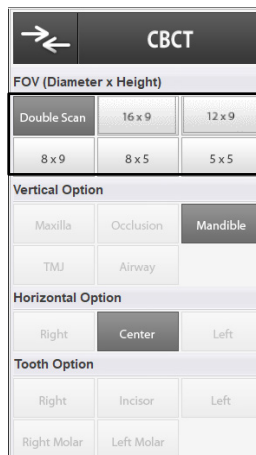 CBCT
FOV (Diameter x Height)
Double Scan 16 x 9 12 x 9
8 x 9 8 x 5 5 x 5
Vertical Option
Maxilla Occlusion Mandible
TMJ Airway
Horizontal Option
Right Center Left
Tooth Option
Right Incisor Left
Right Molar Left Molar